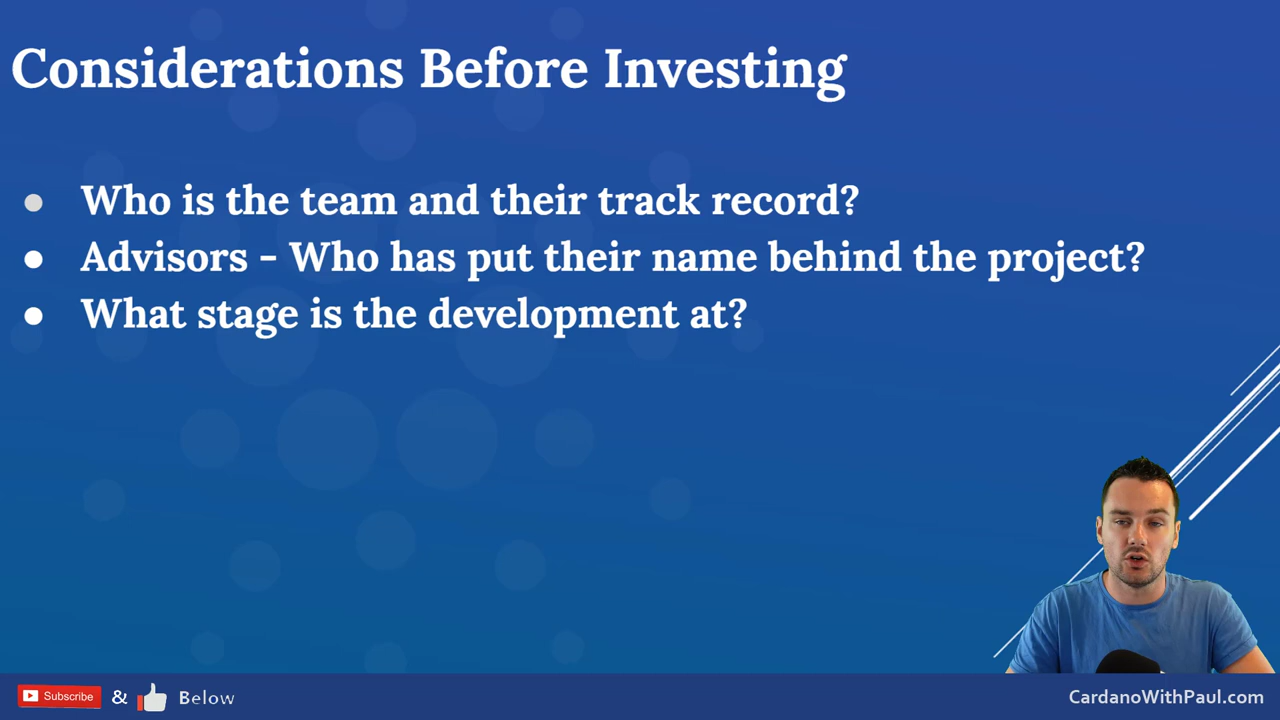 Considerations Before Investing
● Who is the team and their track record?
● Advisors - Who has put their name behind the project?
● What stage is the development at?
Subscribe & Below
CardanoWithPaul.com